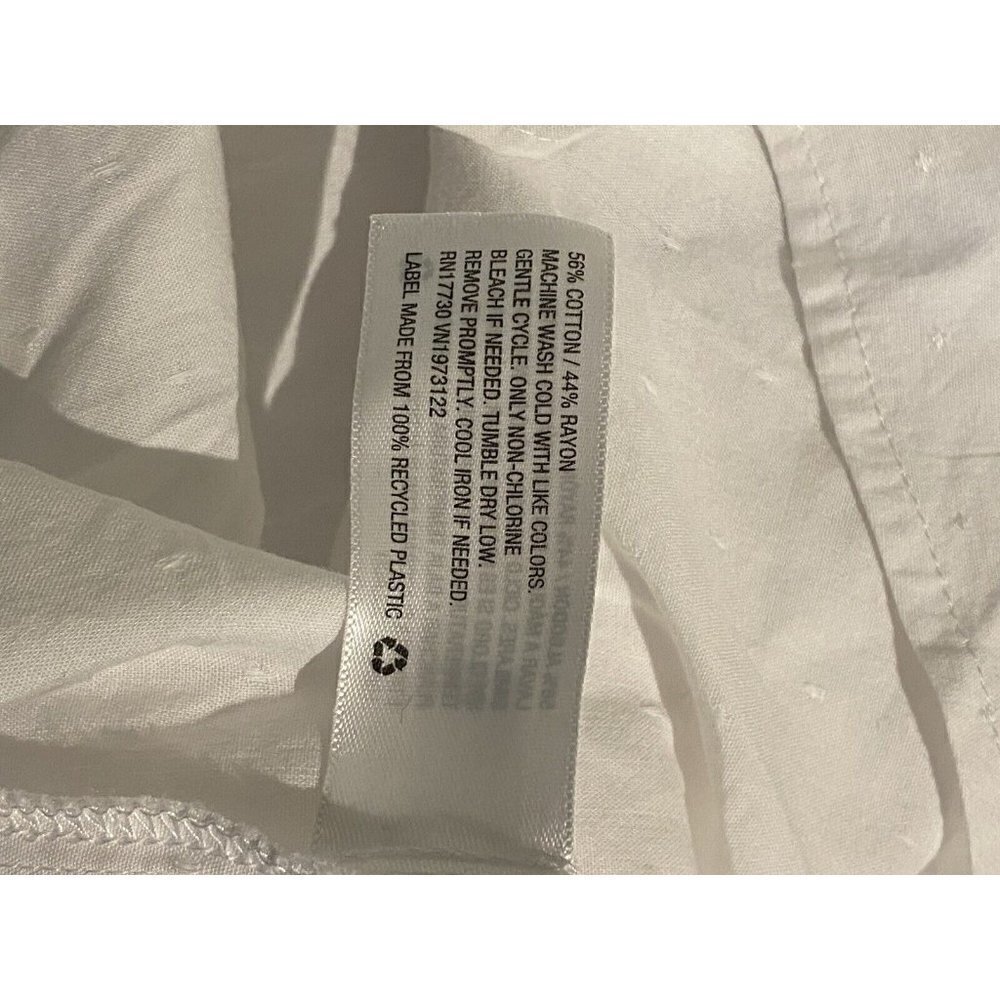 56% COTTON / 44% RAYON
MACHINE WASH COLD WITH LIKE COLORS.
GENTLE CYCLE. ONLY NON-CHLORINE
BLEACH IF NEEDED. TUMBLE DRY LOW.
REMOVE PROMPTLY. COOL IRON IF NEEDED.
RN17730 VN1973122
LABEL MADE FROM 100% RECYCLED PLASTIC